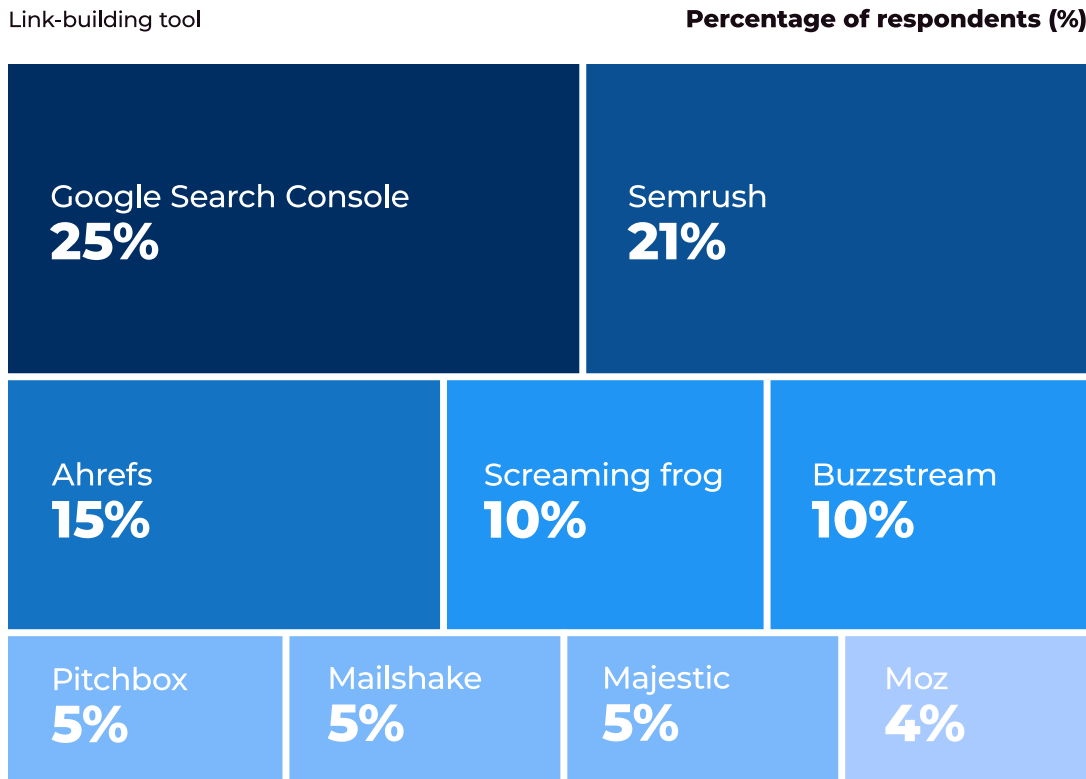 Link-building tool
Percentage of respondents (%)
Google Search Console
25%
Semrush
21%
Ahrefs
15%
Screaming frog
10%
Buzzstream
10%
Pitchbox
5%
Mailshake
5%
Majestic
5%
Moz
4%